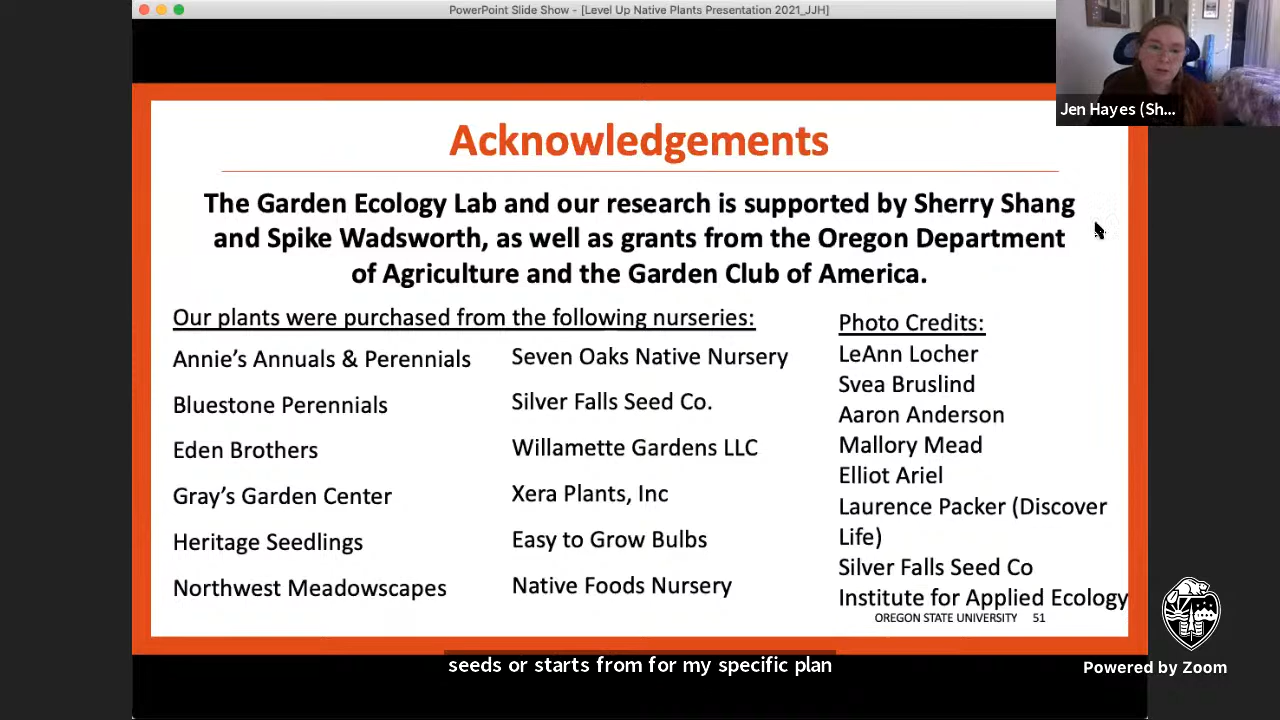 PowerPoint Slide Show - [Level Up Native Plants Presentation 2021_JJH]
Jen Hayes (Sh...
Acknowledgements
The Garden Ecology Lab and our research is supported by Sherry Shang
and Spike Wadsworth, as well as grants from the Oregon Department
of Agriculture and the Garden Club of America.
Our plants were purchased from the following nurseries:
Annie's Annuals & Perennials
Bluestone Perennials
Eden Brothers
Gray's Garden Center
Heritage Seedlings
Northwest Meadowscapes
Seven Oaks Native Nursery
Silver Falls Seed Co.
Willamette Gardens LLC
Xera Plants, Inc
Easy to Grow Bulbs
Native Foods Nursery
Photo Credits:
LeAnn Locher
Svea Bruslind
Aaron Anderson
Mallory Mead
Elliot Ariel
Laurence Packer (Discover
Life)
Silver Falls Seed Co
Institute for Applied Ecology
OREGON STATE UNIVERSITY 51
seeds or starts from for my specific plan
Powered by Zoom